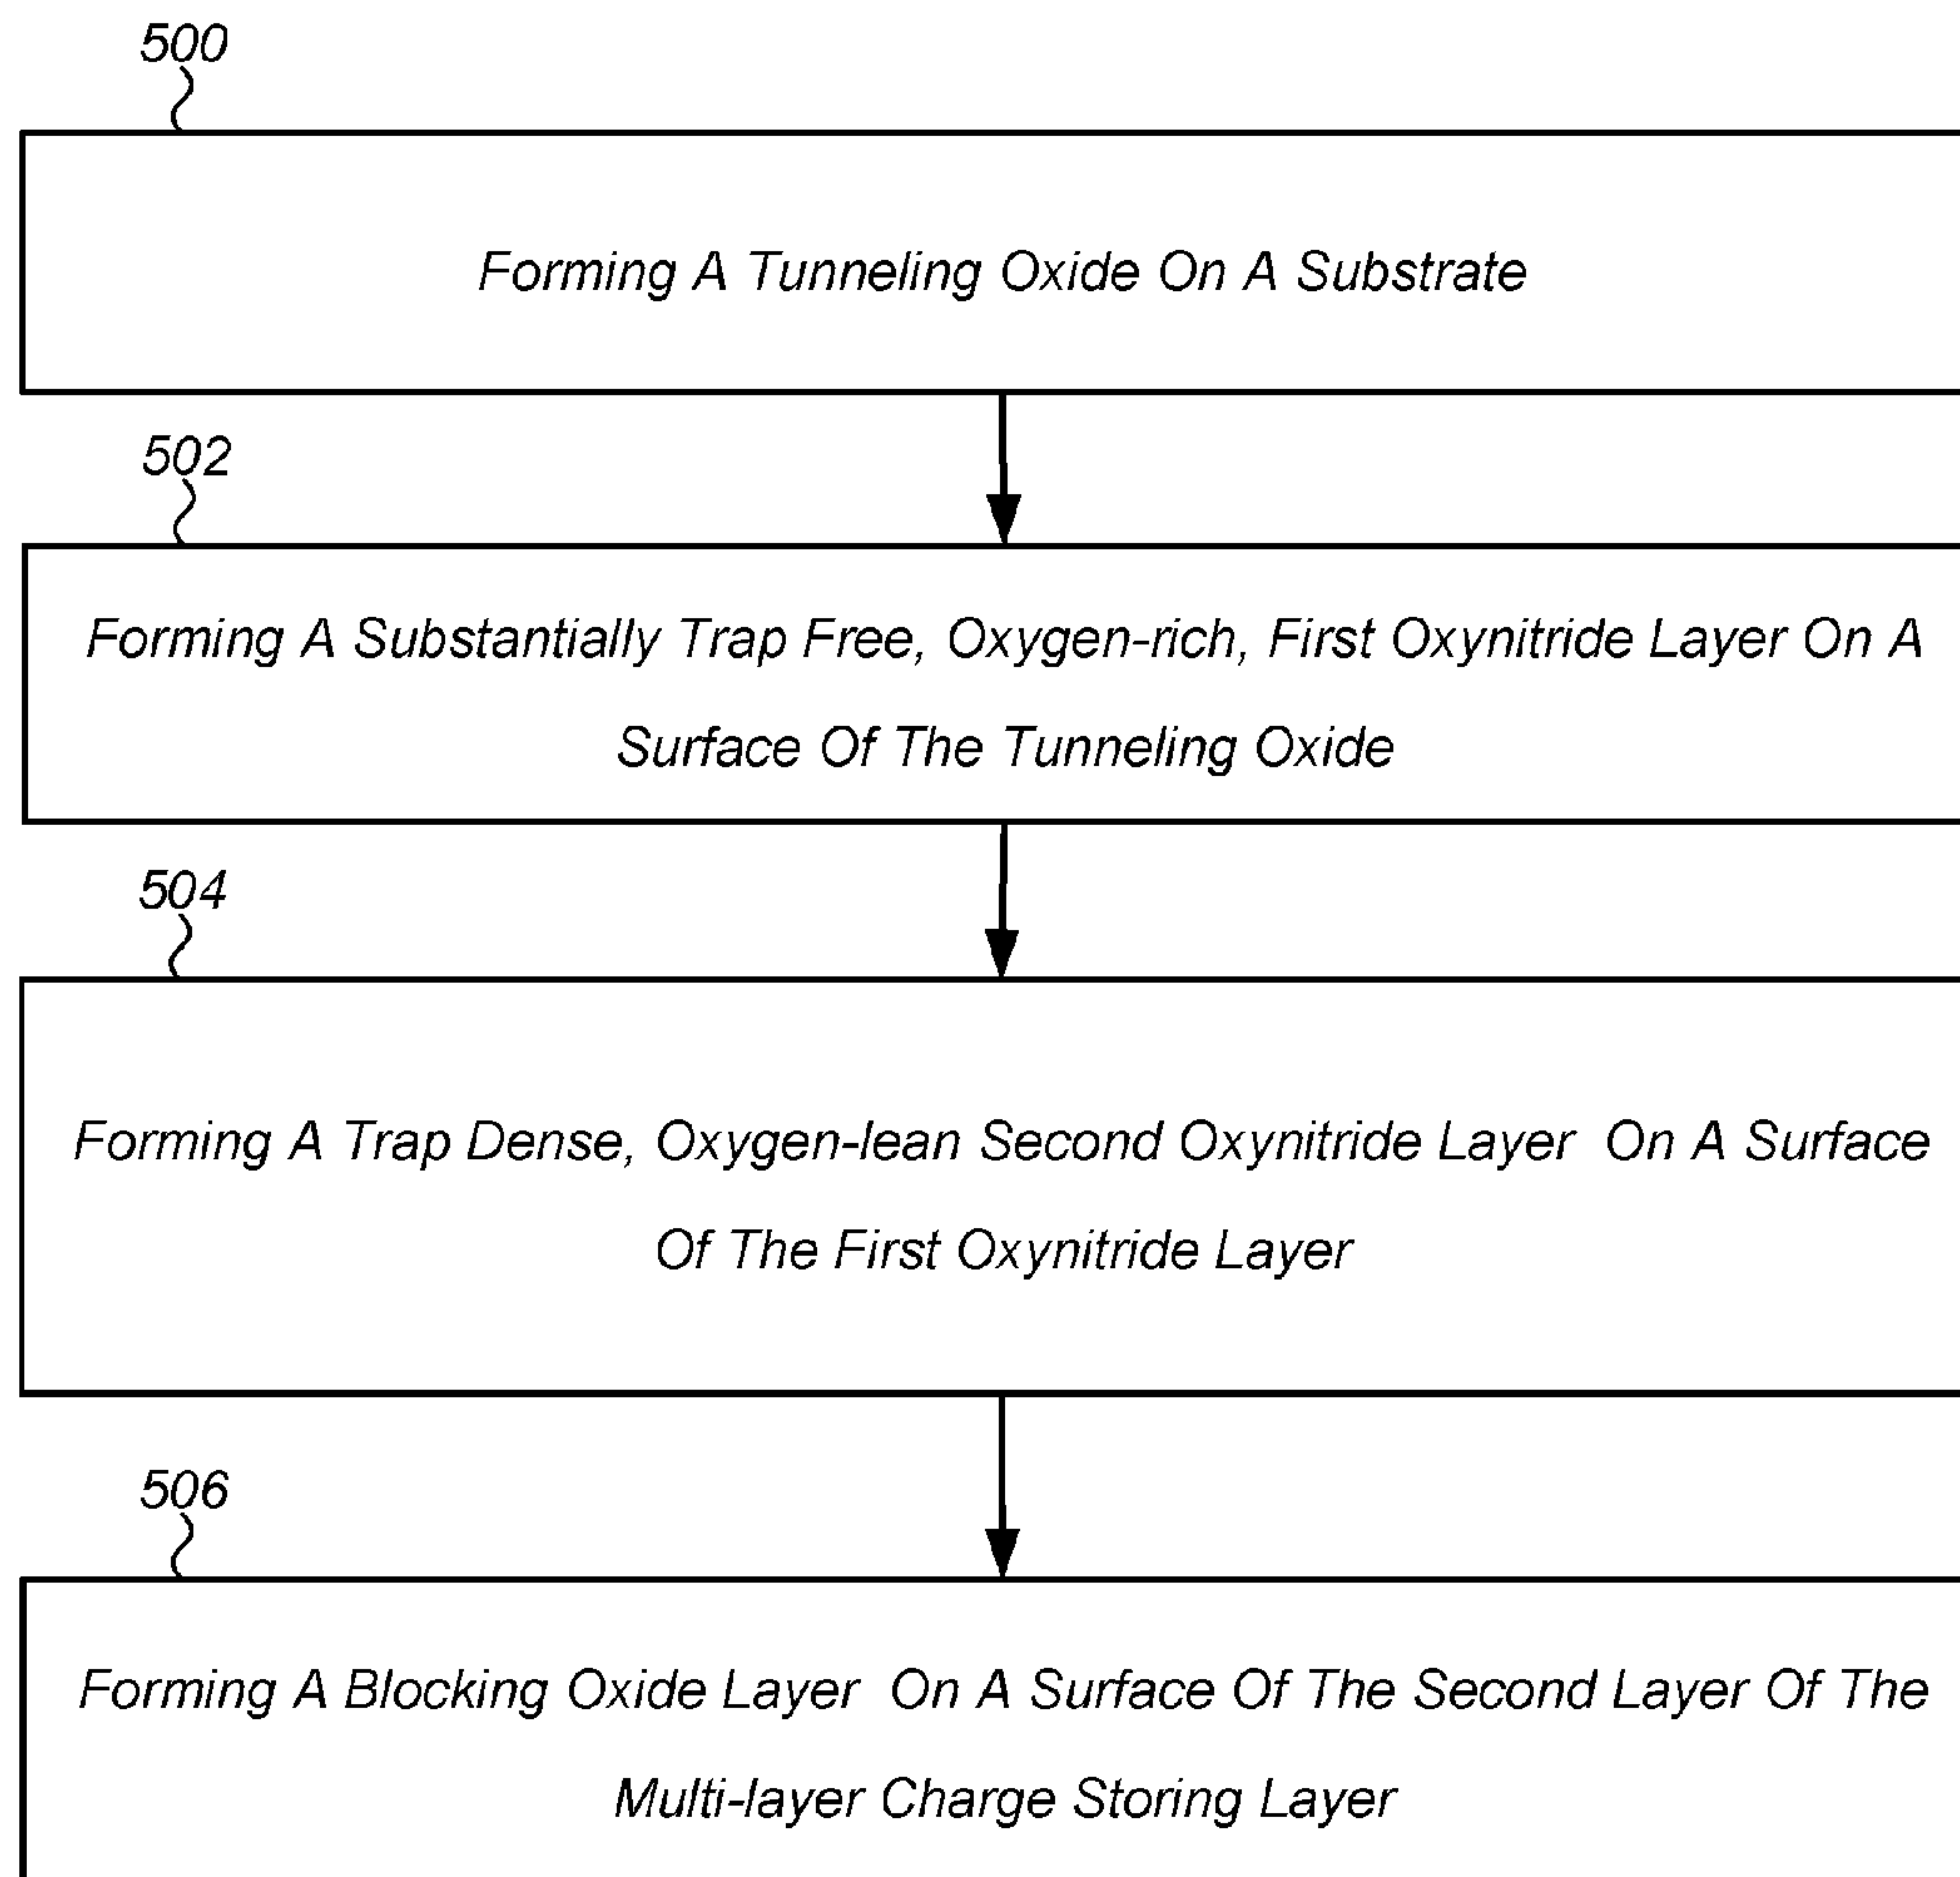 500
Forming A Tunneling Oxide On A Substrate
502
Forming A Substantially Trap Free, Oxygen-rich, First Oxynitride Layer On A
Surface Of The Tunneling Oxide
504
Forming A Trap Dense, Oxygen-lean Second Oxynitride Layer On A Surface
Of The First Oxynitride Layer
506
Forming A Blocking Oxide Layer On A Surface Of The Second Layer Of The
Multi-layer Charge Storing Layer